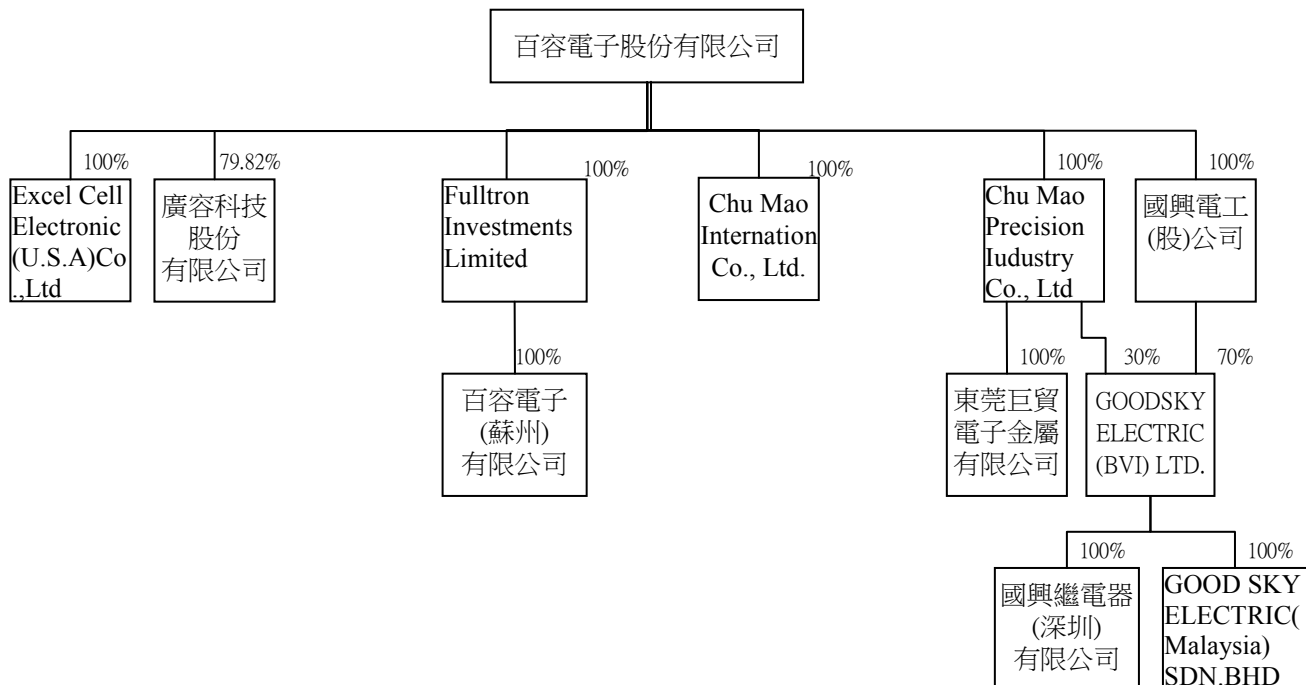 百容電子股份有限公司
100%
Excel Cell
Electronic
(U.S.A)Co
.,Ltd
79.82%
廣容科技
股份
有限公司
100%
Fulltron
Investments
Limited
100%
Chu Mao
Internation
Co., Ltd.
100%
Chu Mao
Precision
Iudustry
Co., Ltd
100%
國興電工
(股)公司
100%
百容電子
(蘇州)
有限公司
100%
東莞巨貿
電子金屬
有限公司
30%
70%
GOODSKY
ELECTRIC
(BVI) LTD.
100%
國興繼電器
(深圳)
有限公司
100%
GOOD SKY
ELECTRIC(
Malaysia)
SDN.BHD